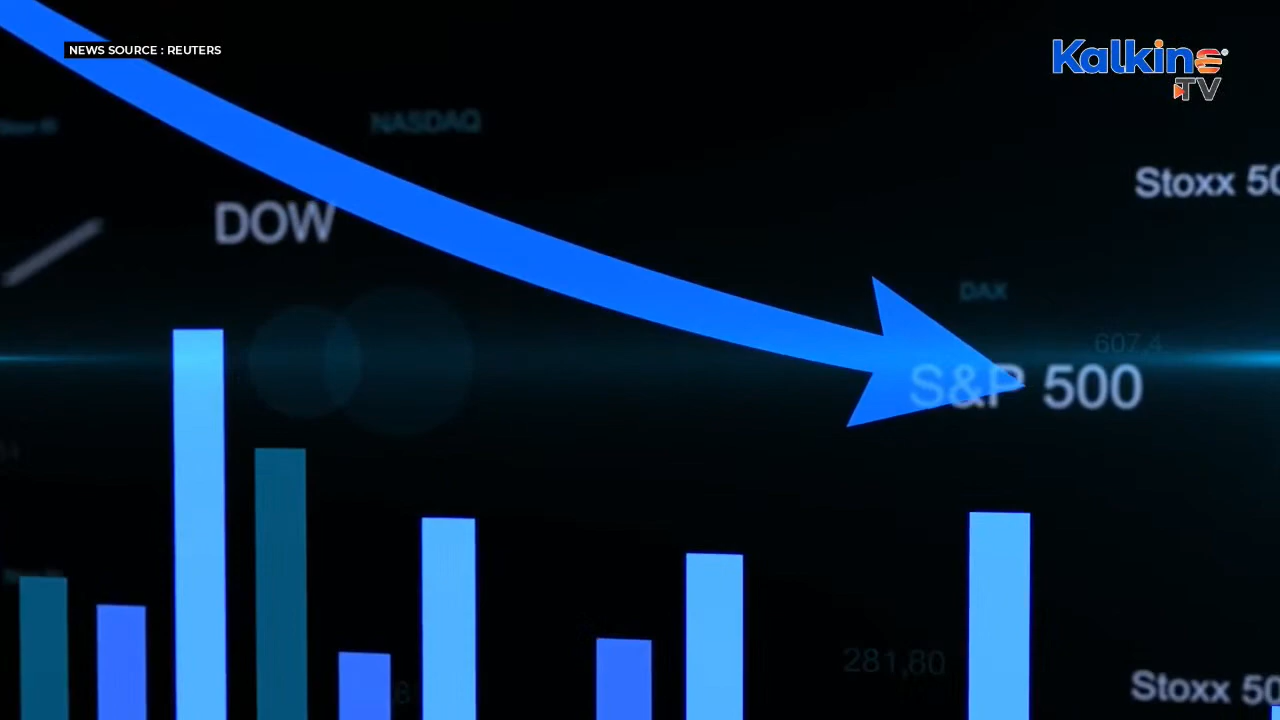 NEWS SOURCE : REUTERS
Kalkine
TV
NASDAQ
Stoxx 50
DOW
DAX
607,4
S&P 500
281,80
Stoxx 50